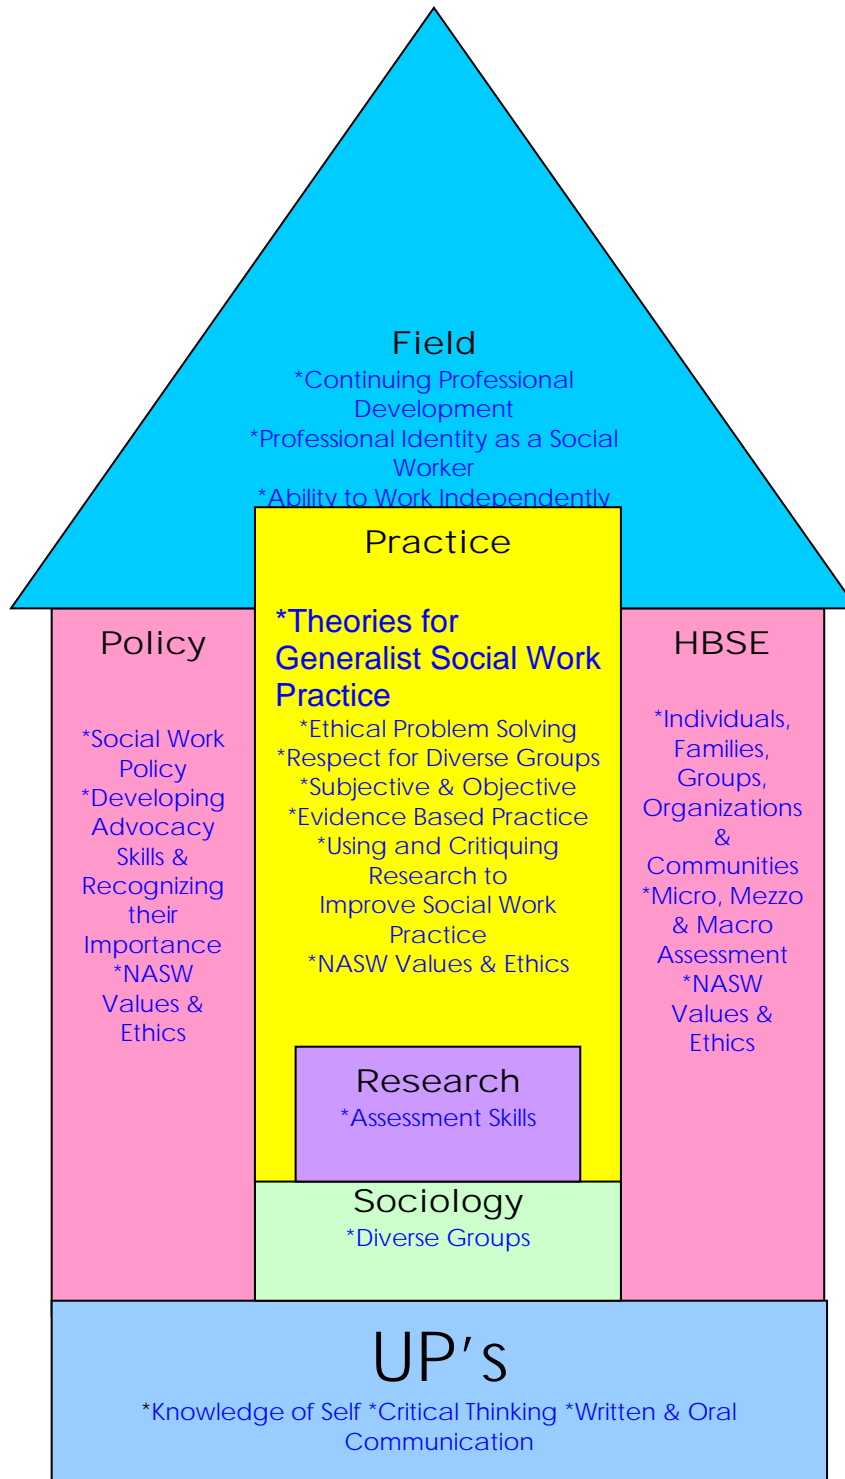 Field
*Continuing Professional
Development
*Professional Identity as a Social
Worker
*Ability to Work Independently
Practice
*Theories for
Generalist Social Work
Practice
*Ethical Problem Solving
*Respect for Diverse Groups
*Subjective & Objective
*Evidence Based Practice
*Using and Critiquing
Research to
Improve Social Work
Practice
*NASW Values & Ethics
Policy
*Social Work
Policy
*Developing
Advocacy
Skills &
Recognizing
their
Importance
*NASW
Values &
Ethics
HBSE
*Individuals,
Families,
Groups,
Organizations
&
Communities
*Micro, Mezzo
& Macro
Assessment
*NASW
Values &
Ethics
Research
*Assessment Skills
Sociology
*Diverse Groups
UP's
*Knowledge of Self *Critical Thinking *Written & Oral
Communication